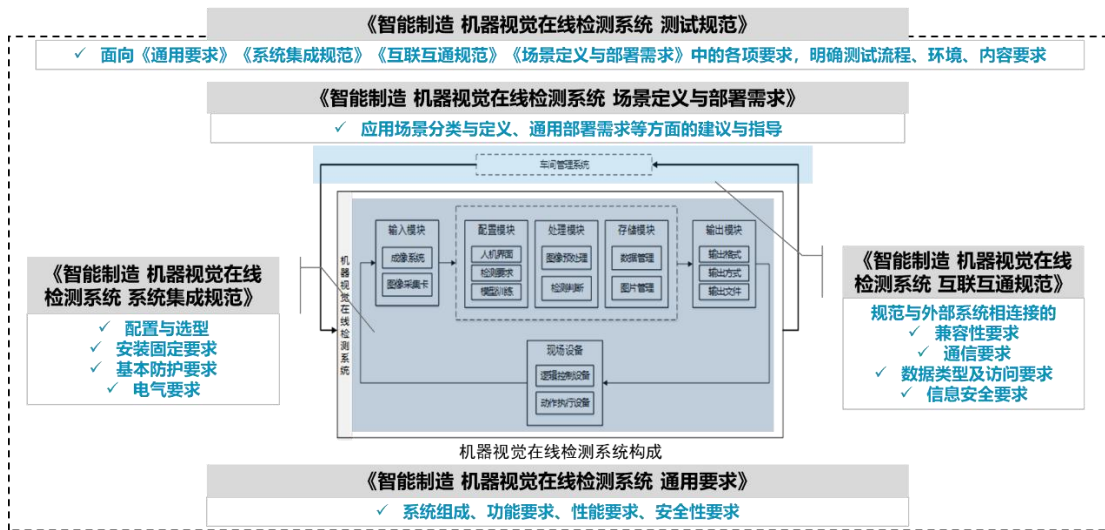 《智能制造 机器视觉在线检测系统 测试规范》
✓ 面向《通用要求》《系统集成规范》《互联互通规范》《场景定义与部署需求》中的各项要求，明确测试流程、环境、内容要求
《智能制造 机器视觉在线检测系统 场景定义与部署需求》
✓ 应用场景分类与定义、通用部署需求等方面的建议与指导
车间管理系统
机器视觉在线检测系统
输入模块
成像系统
图像采集卡
配置模块
人机界面
检测要求
模型训练
处理模块
图像预处理
检测判断
存储模块
数据管理
图片管理
输出模块
输出格式
输出方式
输出文件
现场设备
逻辑控制设备
动作执行设备
《智能制造 机器视觉在线
检测系统 系统集成规范》
✓ 配置与选型
✓ 安装固定要求
✓ 基本防护要求
✓ 电气要求
《智能制造 机器视觉在线
检测系统 互联互通规范》
规范与外部系统相连接的
✓ 兼容性要求
✓ 通信要求
✓ 数据类型及访问要求
✓ 信息安全要求
机器视觉在线检测系统构成
《智能制造 机器视觉在线检测系统 通用要求》
✓ 系统组成、功能要求、性能要求、安全性要求